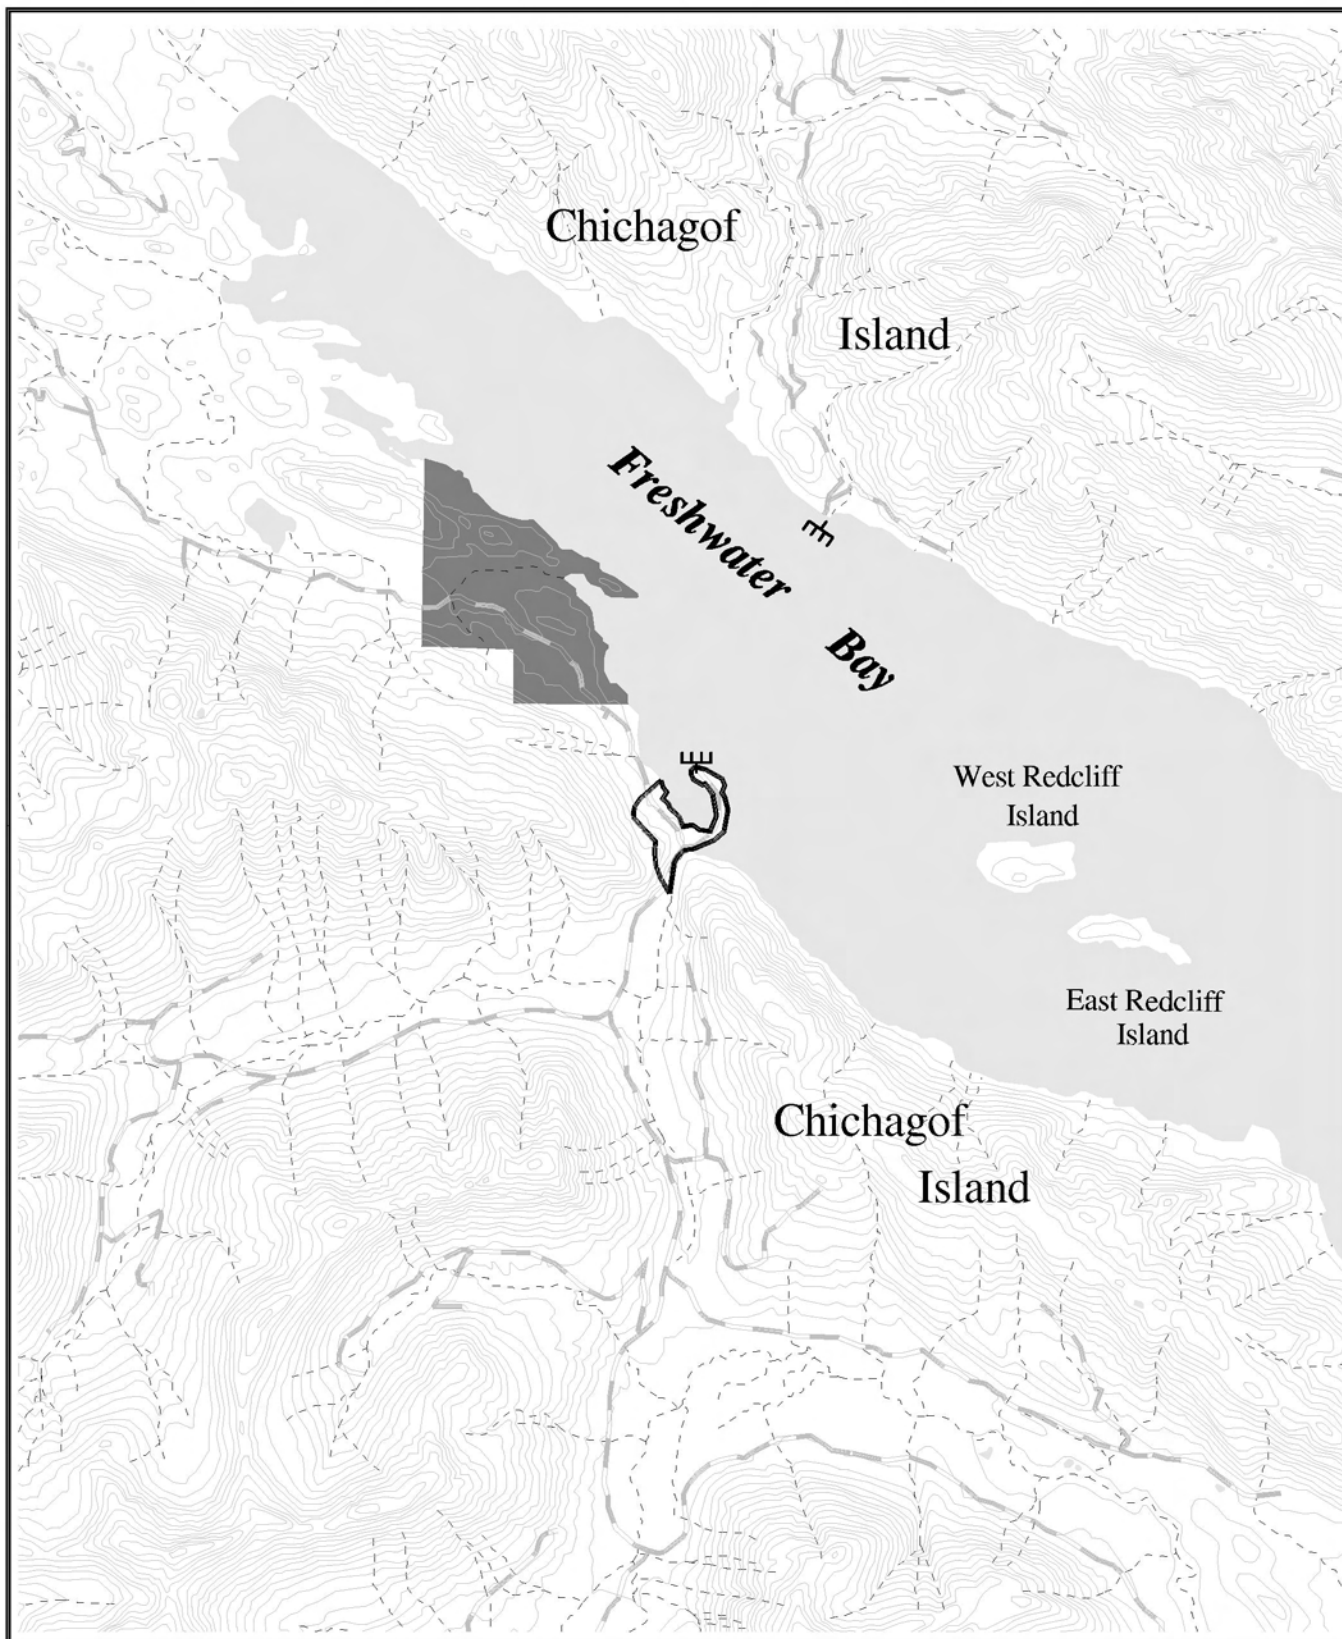 Chichagof
Island
Freshwater
Bay
West Redcliff
Island
East Redcliff
Island
Chichagof
Island